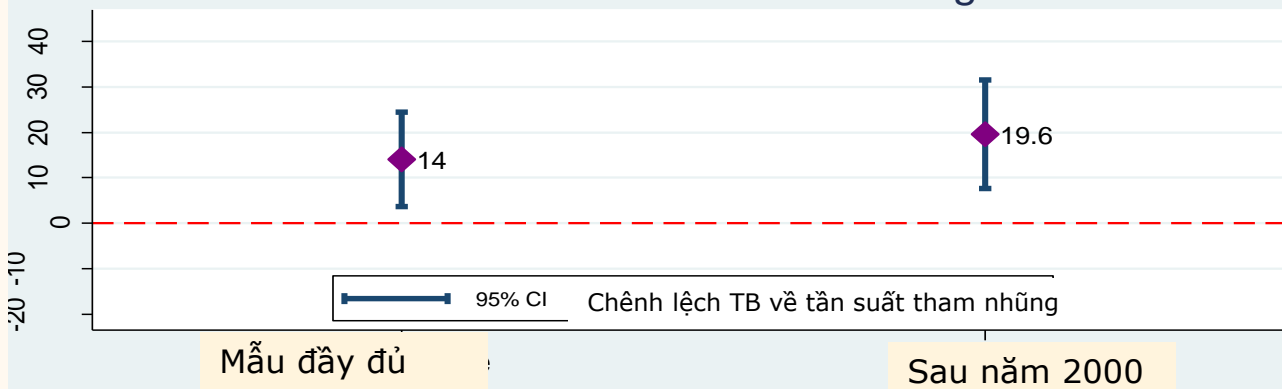 g
40
30
20
10
0
-10
-20
14
19.6
95% CI Chênh lệch TB về tần suất tham nhũng
Mẫu đầy đủ
Sau năm 2000